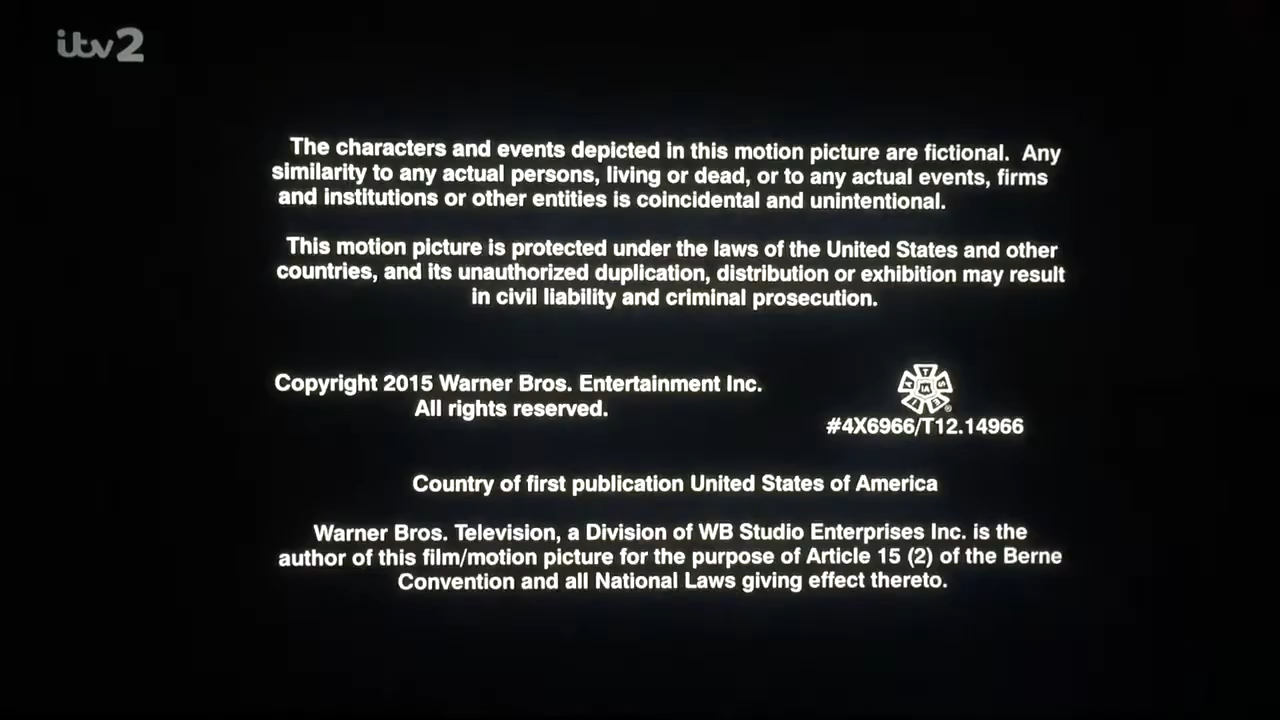 itv2
The characters and events depicted in this motion picture are fictional.  Any
similarity to any actual persons, living or dead, or to any actual events, firms
and institutions or other entities is coincidental and unintentional.
This motion picture is protected under the laws of the United States and other
countries, and its unauthorized duplication, distribution or exhibition may result
in civil liability and criminal prosecution.
Copyright 2015 Warner Bros. Entertainment Inc.
All rights reserved.
IATSE
#4X6966/T12.14966
Country of first publication United States of America
Warner Bros. Television, a Division of WB Studio Enterprises Inc. is the
author of this film/motion picture for the purpose of Article 15 (2) of the Berne
Convention and all National Laws giving effect thereto.